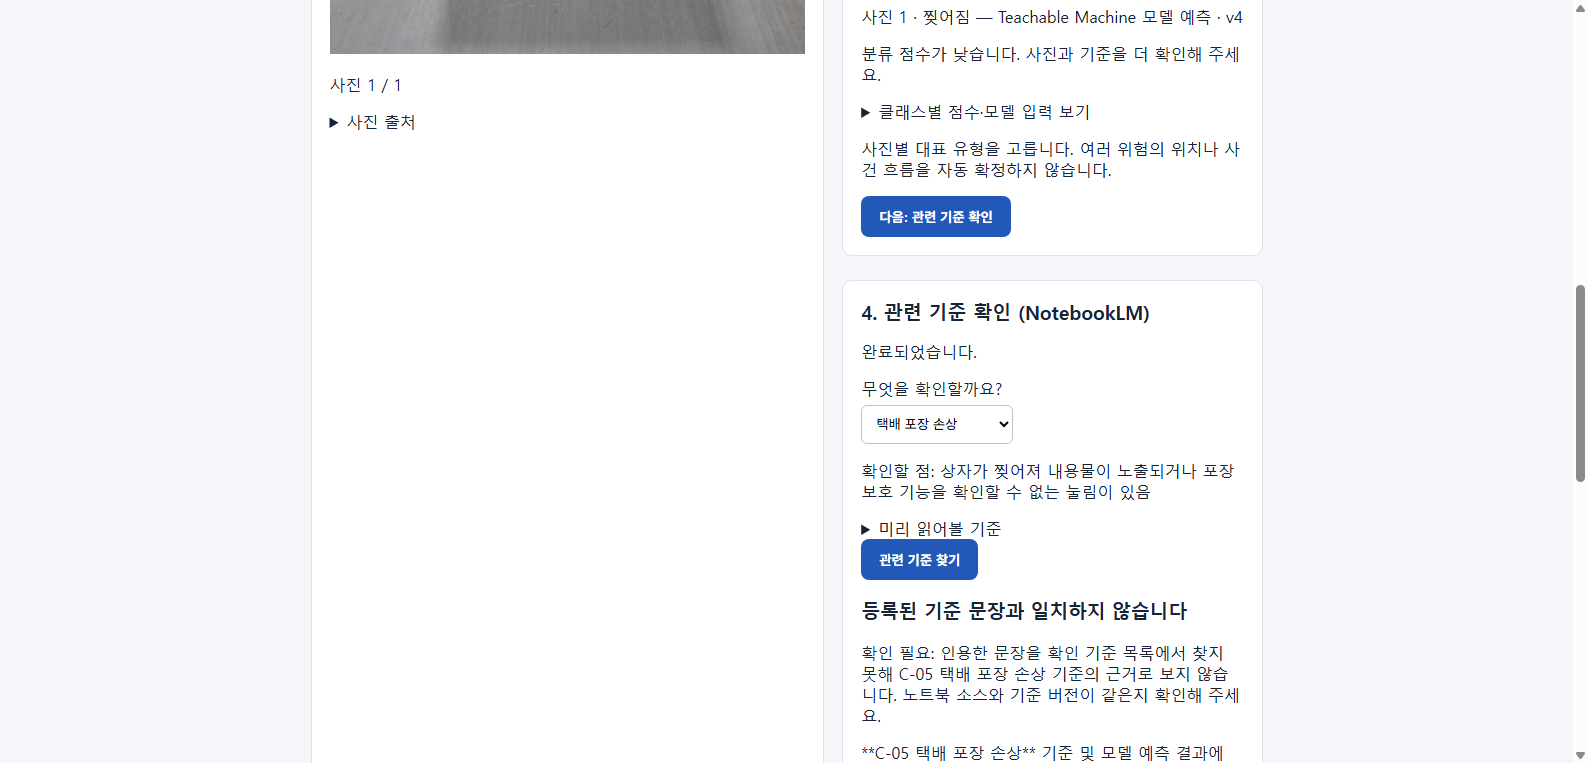 사진 1 / 1
▶ 사진 출처
사진 1 · 찢어짐 — Teachable Machine 모델 예측 · v4
분류 점수가 낮습니다. 사진과 기준을 더 확인해 주세
요.
▶ 클래스별 점수·모델 입력 보기
사진별 대표 유형을 고릅니다. 여러 위험의 위치나 사
건 흐름을 자동 확정하지 않습니다.
다음: 관련 기준 확인
4. 관련 기준 확인 (NotebookLM)
완료되었습니다.
무엇을 확인할까요?
택배 포장 손상
확인할 점: 상자가 찢어져 내용물이 노출되거나 포장
보호 기능을 확인할 수 없는 눌림이 있음
▶ 미리 읽어볼 기준
관련 기준 찾기
등록된 기준 문장과 일치하지 않습니다
확인 필요: 인용한 문장을 확인 기준 목록에서 찾지
못해 C-05 택배 포장 손상 기준의 근거로 보지 않습
니다. 노트북 소스와 기준 버전이 같은지 확인해 주세
요.
**C-05 택배 포장 손상** 기준 및 모델 예측 결과에